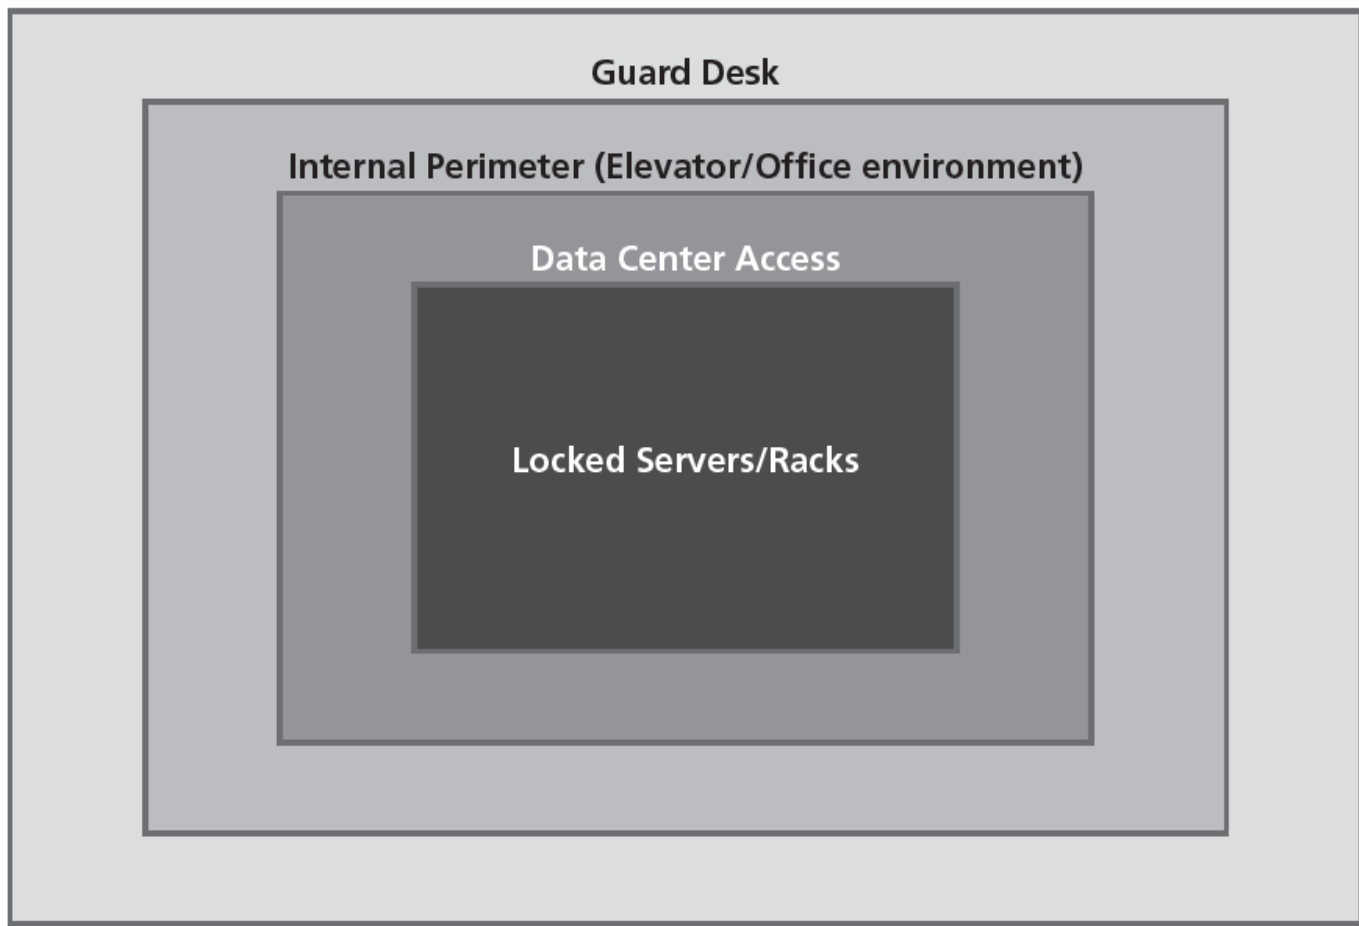 Guard Desk
Internal Perimeter (Elevator/Office environment)
Data Center Access
Locked Servers/Racks